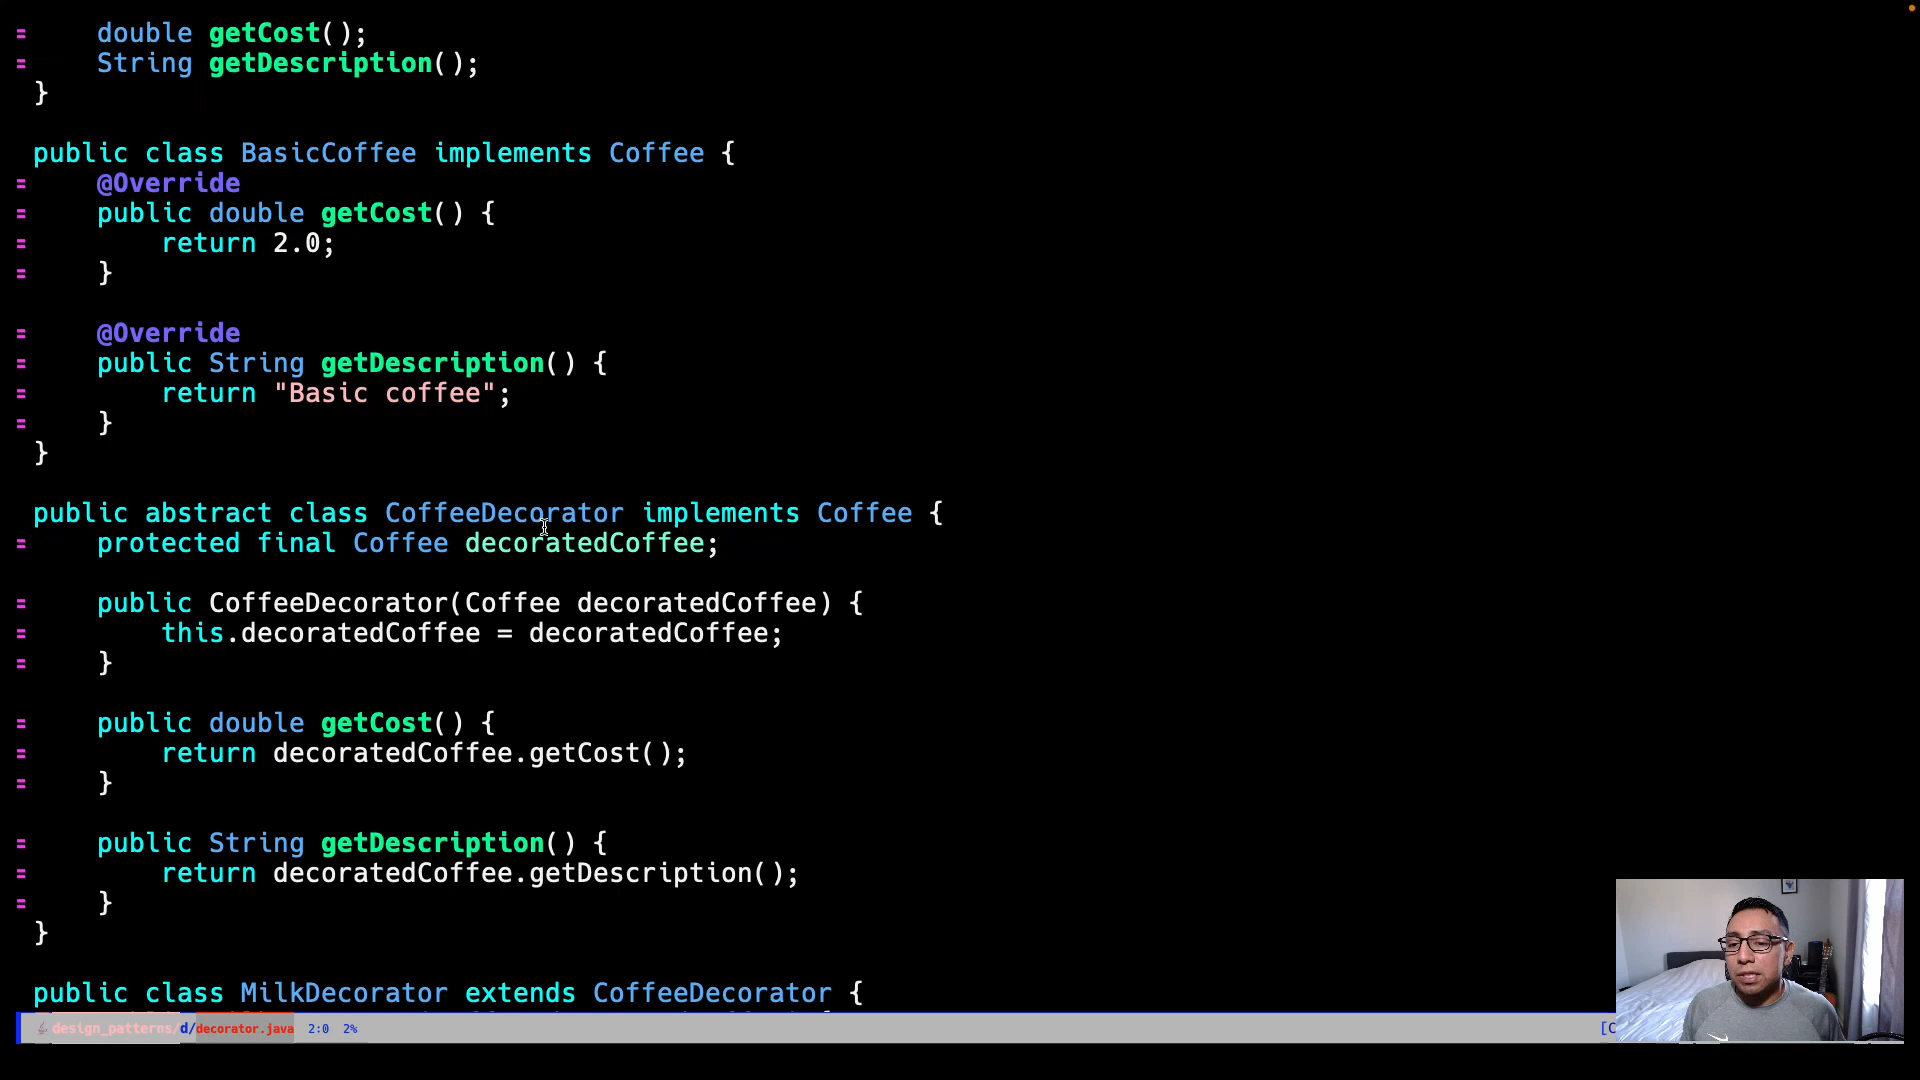 double getCost();
String getDescription();
}
public class BasicCoffee implements Coffee {
@Override
public double getCost() {
return 2.0;
}
@Override
public String getDescription() {
return "Basic coffee";
}
}
public abstract class CoffeeDecorator implements Coffee {
protected final Coffee decoratedCoffee;
public CoffeeDecorator(Coffee decoratedCoffee) {
this.decoratedCoffee = decoratedCoffee;
}
public double getCost() {
return decoratedCoffee.getCost();
}
public String getDescription() {
return decoratedCoffee.getDescription();
}
}
public class MilkDecorator extends CoffeeDecorator {
design_patterns/d/decorator.java 2:0 2%